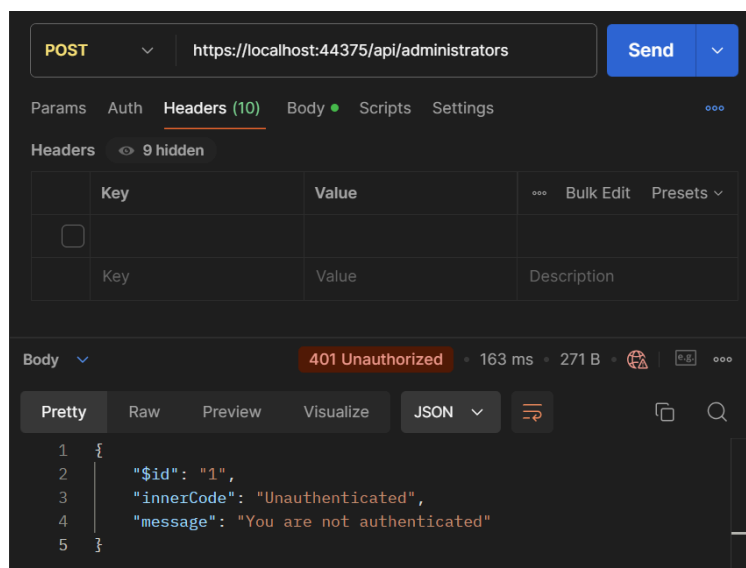 POST https://localhost:44375/api/administrators Send
Params Auth Headers (10) Body Scripts Settings
Headers 9 hidden
Key Value Bulk Edit Presets
Key Value Description
Body 401 Unauthorized 163 ms 271 B e.g.
Pretty Raw Preview Visualize JSON
1 {
2 "$id": "1",
3 "innerCode": "Unauthenticated",
4 "message": "You are not authenticated"
5 }